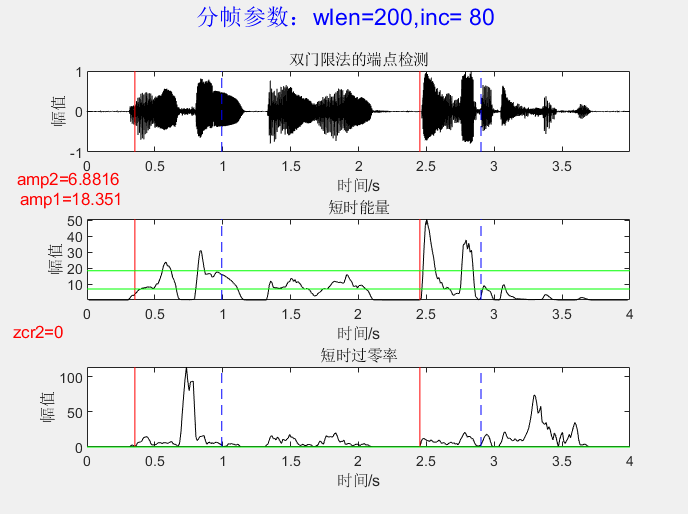 分帧参数：wlen=200,inc= 80
双门限法的端点检测
幅值
1
0
-1
0 0.5 1 1.5 2 2.5 3 3.5
时间/s
amp2=6.8816
amp1=18.351
短时能量
幅值
50
40
30
20
10
0 0.5 1 1.5 2 2.5 3 3.5 4
时间/s
zcr2=0
短时过零率
幅值
100
50
0
0 0.5 1 1.5 2 2.5 3 3.5 4
时间/s